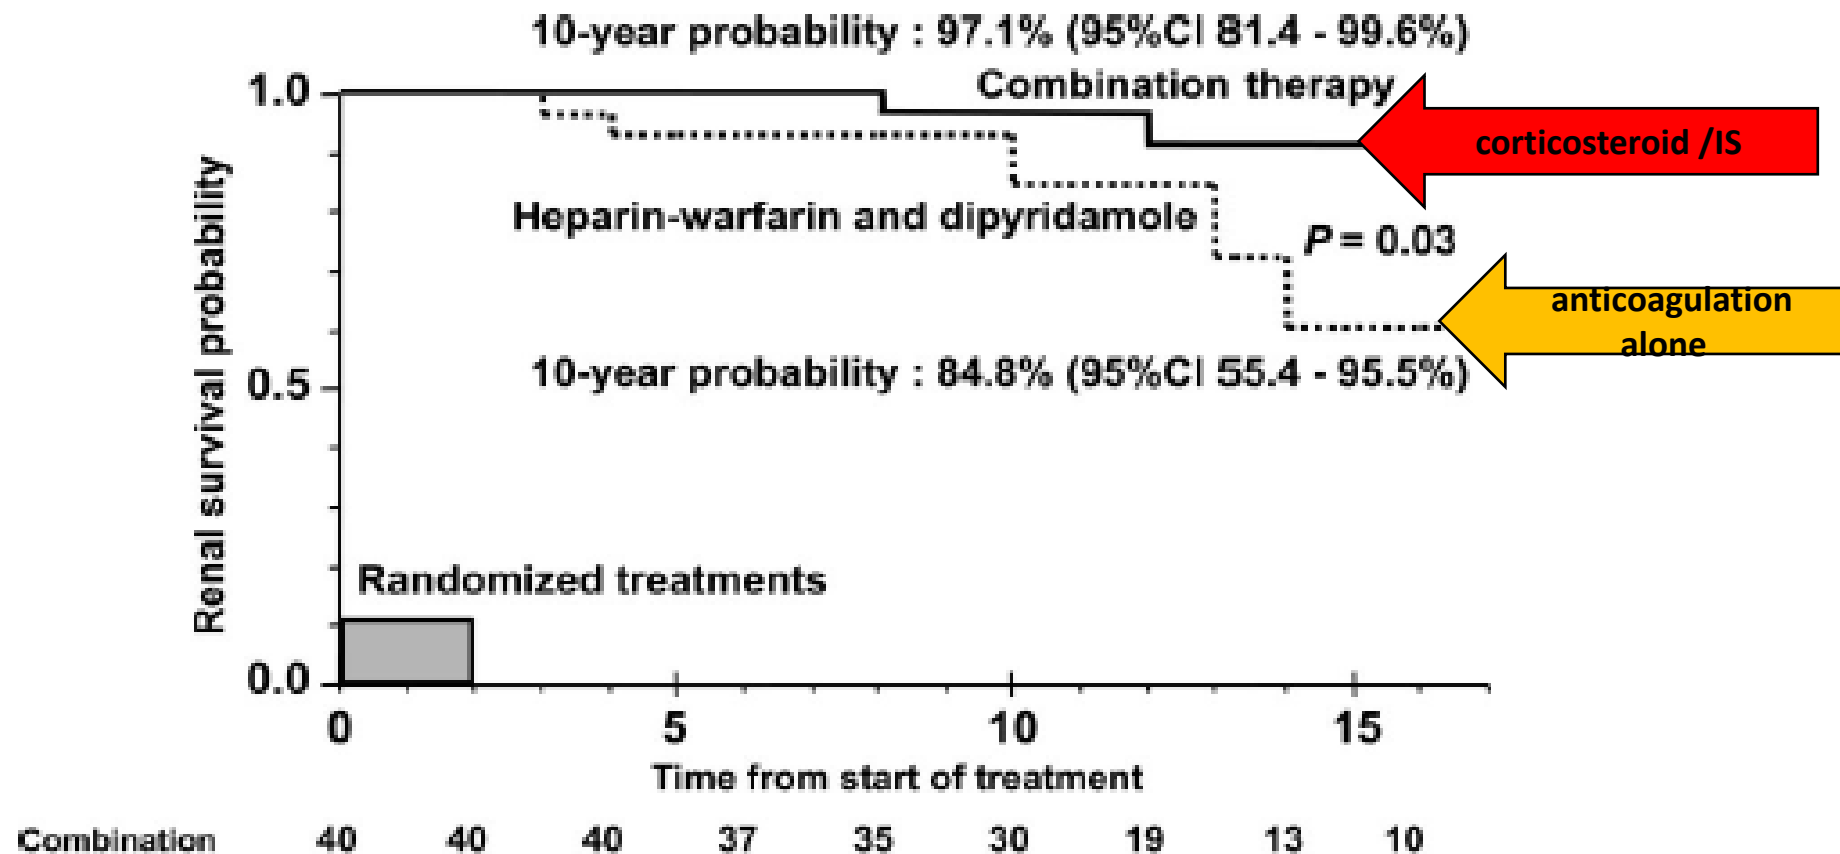 10-year probability : 97.1% (95%CI 81.4 - 99.6%)
1.0
Combination therapy
corticosteroid /IS
Heparin-warfarin and dipyridamole
P = 0.03
anticoagulation
alone
10-year probability : 84.8% (95%CI 55.4 - 95.5%)
0.5
Renal survival probability
Randomized treatments
0.0
0 5 10 15
Time from start of treatment
Combination 40 40 40 37 35 30 19 13 10